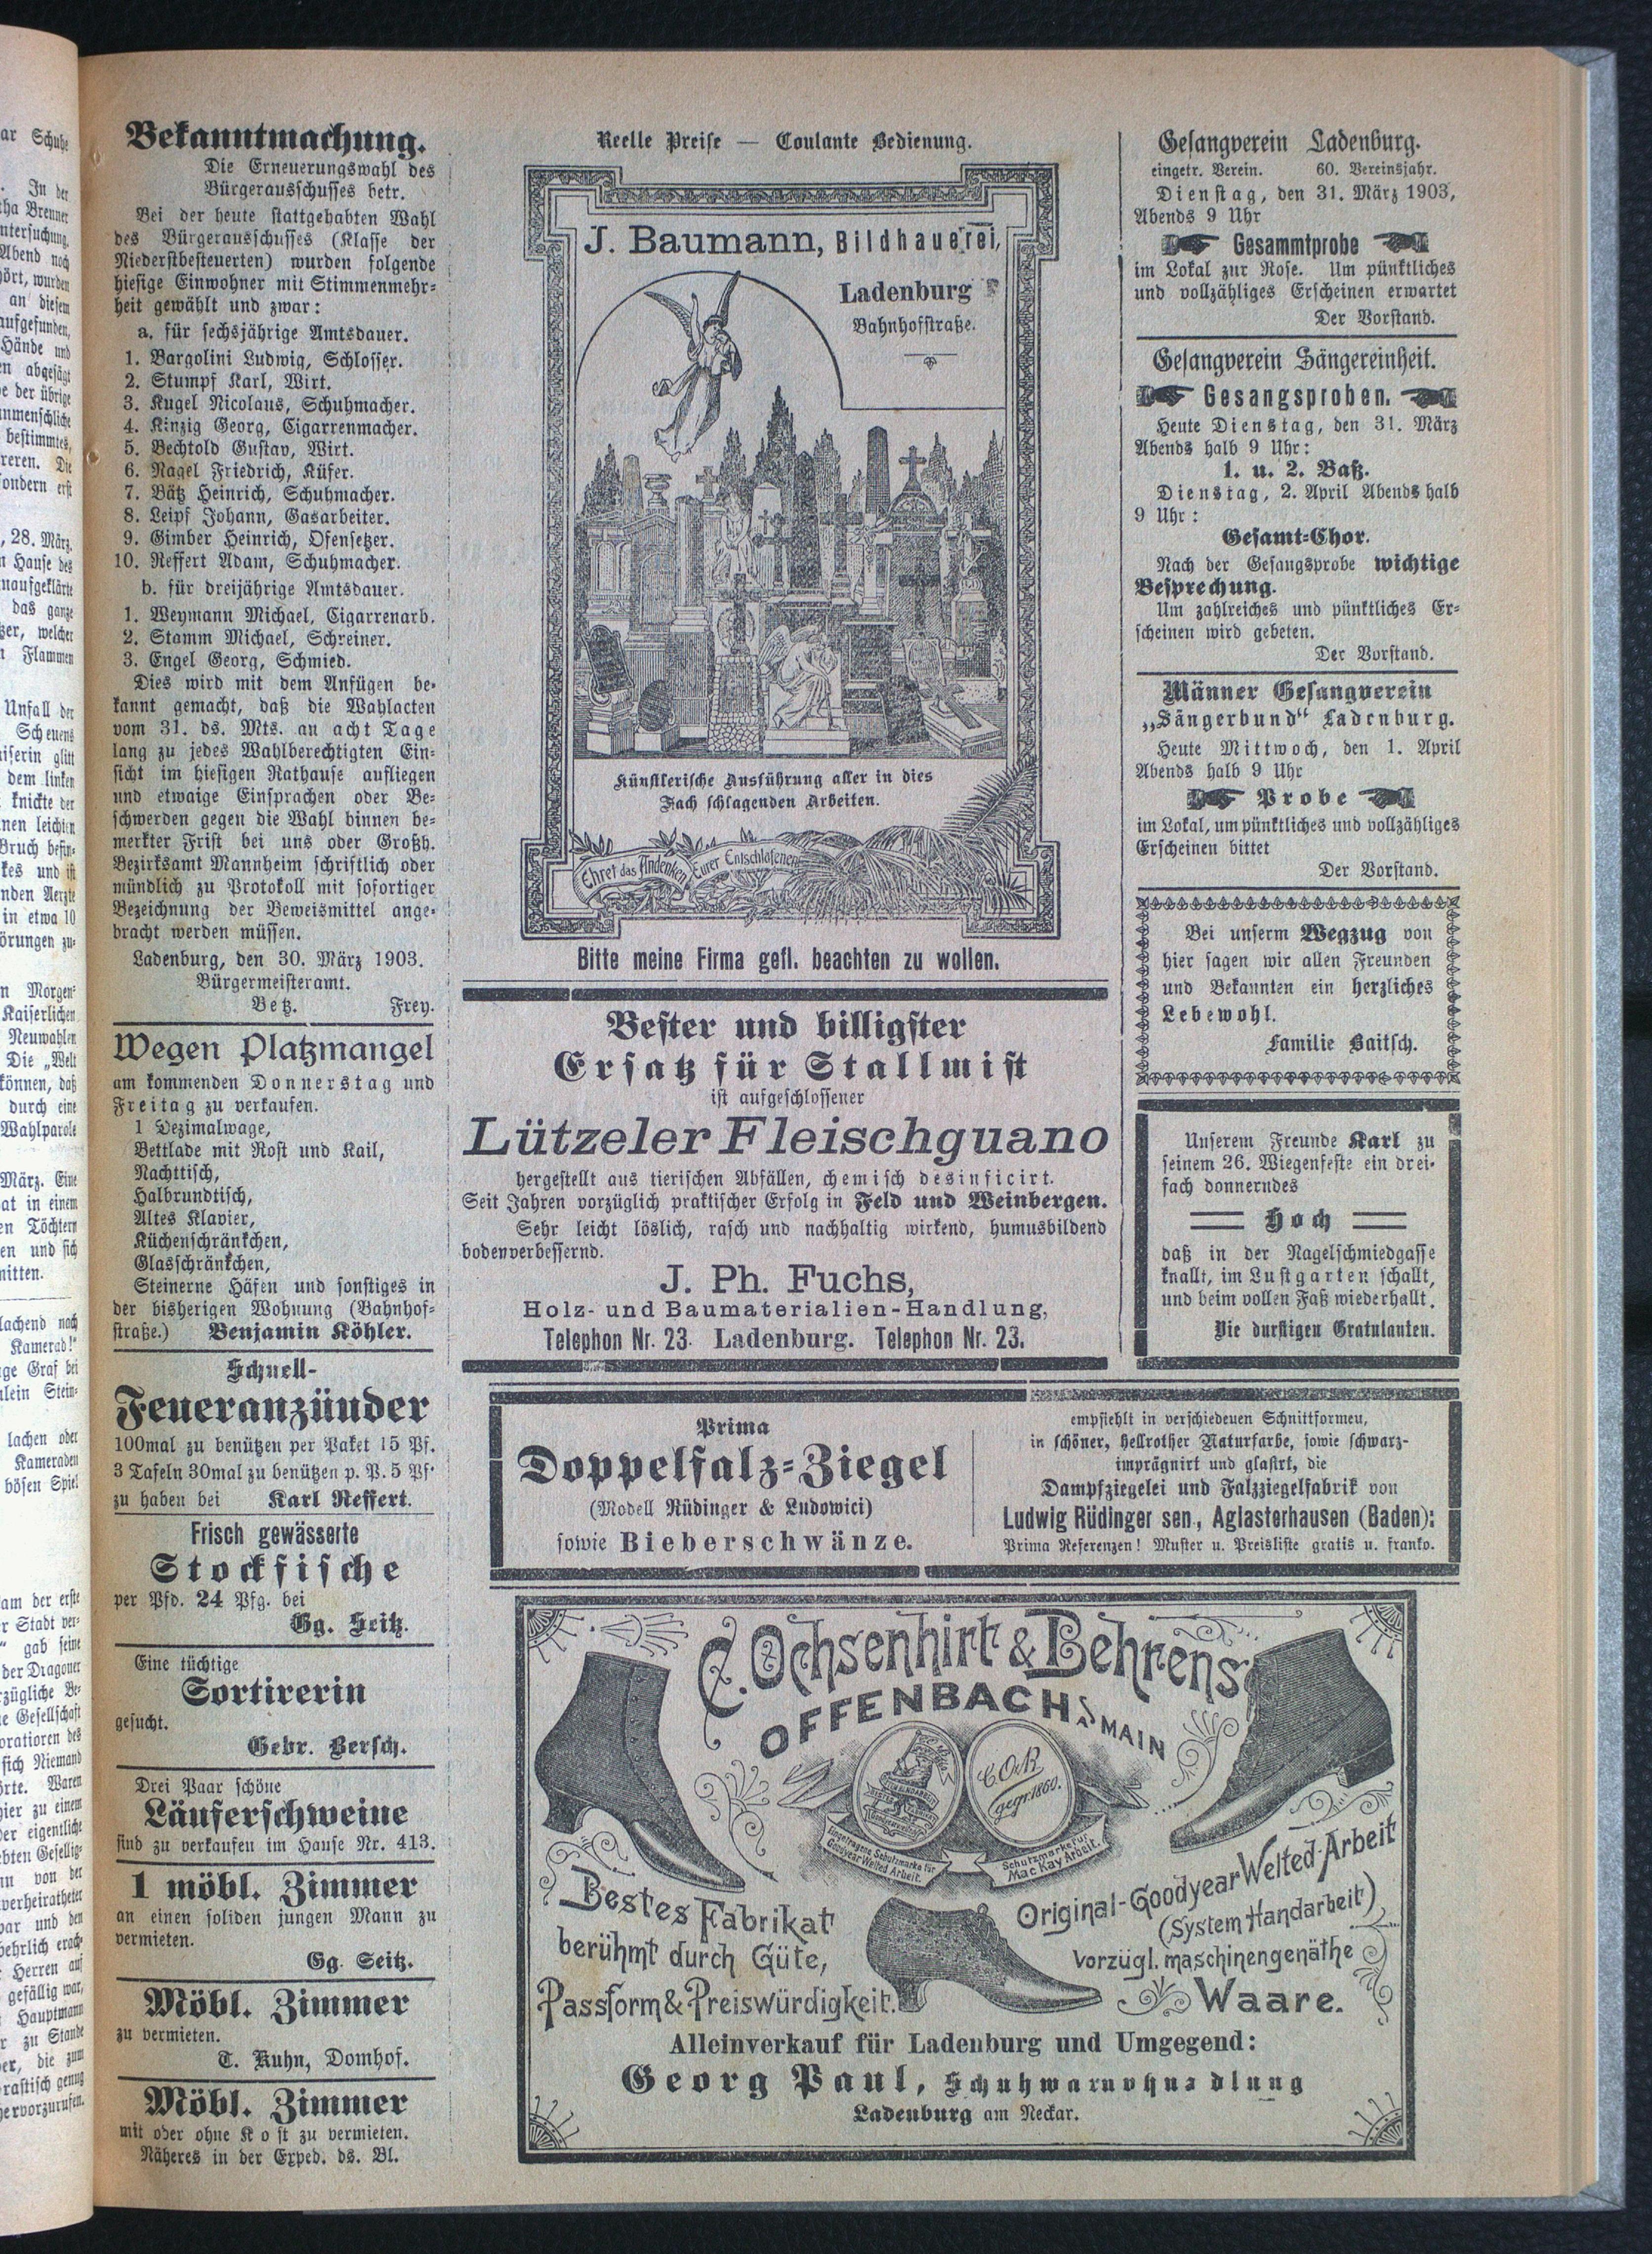 Bekanntmachung.
Die Erneuerungswahl des
Bürgerausschusses betr.
Bei der heute stattgehabten Wahl
des Bürgerausschusses (Klasse der
Niederstbesteuerten) wurden folgende
hiesige Einwohner mit Stimmenmehr-
heit gewählt und zwar:
a. für sechsjährige Amtsdauer.
1. Bargolini Ludwig, Schlosser.
2. Stumpf Karl, Wirt.
3. Kugel Nicolaus, Schuhmacher.
4. Kinzig Georg, Cigarrenmacher.
5. Bechtold Gustav, Wirt.
6. Nagel Friedrich, Küfer.
7. Bätz Heinrich, Schuhmacher.
8. Leipf Johann, Gasarbeiter.
9. Gimber Heinrich, Ofensetzer.
10. Neffert Adam, Schuhmacher.
b. für dreijährige Amtsdauer.
1. Weymann Michael, Cigarrenarb.
2. Stamm Michael, Schreiner.
3. Engel Georg, Schmied.
Dies wird mit dem Anfügen be-
kannt gemacht, daß die Wahlacten
vom 31. ds. Mts. an acht Tage
lang zu jedes Wahlberechtigten Ein-
sicht im hiesigen Rathause aufliegen
und etwaige Einsprachen oder Be-
schwerden gegen die Wahl binnen be-
merkter Frist bei uns oder Großh.
Bezirksamt Mannheim schriftlich oder
mündlich zu Protokoll mit sofortiger
Bezeichnung der Beweismittel ange-
bracht werden müssen.
Ladenburg, den 30. März 1903.
Bürgermeisteramt.
Betz. Frey.
Wegen Platzmangel
am kommenden Donnerstag und
Freitag zu verkaufen.
1 Dezimalwage,
Bettlade mit Rost und Kail,
Nachttisch,
Halbrundtisch,
Altes Klavier,
Küchenschränkchen,
Glasschränkchen,
Steinerne Häfen und sonstiges in
der bisherigen Wohnung (Bahnhof-
straße.) Benjamin Köhler.
Schnell-
Feueranzünder
100mal zu benützen per Paket 15 Pf.
3 Tafeln 30mal zu benützen p. P. 5 Pf.
zu haben bei Karl Neffert.
Frisch gewässerte
Stockfische
per Pfd. 24 Pfg. bei
Gg. Seitz.
Eine tüchtige
Sortirerin
gesucht.
Gebr. Bersch.
Drei Paar schöne
Läuferschweine
sind zu verkaufen im Hause Nr. 413.
1 möbl. Zimmer
an einen soliden jungen Mann zu
vermieten.
Gg. Seitz.
Möbl. Zimmer
zu vermieten.
T. Kuhn, Domhof.
Möbl. Zimmer
mit oder ohne Kost zu vermieten.
Näheres in der Exped. ds. Bl.
Reelle Preise — Coulante Bedienung.
J. Baumann, Bildhauerei,
Ladenburg
Bahnhofstraße.
Künstlerische Ausführung aller in dies
Fach schlagenden Arbeiten.
Ehret das Andenken Eurer Entschlafenen
Bitte meine Firma gefl. beachten zu wollen.
Bester und billigster
Ersatz für Stallmist
ist aufgeschlossener
Lützeler Fleischguano
hergestellt aus tierischen Abfällen, chemisch desinficirt.
Seit Jahren vorzüglich praktischer Erfolg in Feld und Weinbergen.
Sehr leicht löslich, rasch und nachhaltig wirkend, humusbildend
bodenverbessernd.
J. Ph. Fuchs,
Holz- und Baumaterialien-Handlung,
Telephon Nr. 23. Ladenburg. Telephon Nr. 23.
Gesangverein Ladenburg.
eingetr. Verein. 60. Vereinsjahr.
Dienstag, den 31. März 1903,
Abends 9 Uhr
Gesammtprobe
im Lokal zur Rose. Um pünktliches
und vollzähliges Erscheinen erwartet
Der Vorstand.
Gesangverein Sängereinheit.
Gesangsproben.
Heute Dienstag, den 31. März
Abends halb 9 Uhr:
1. u. 2. Baß.
Dienstag, 2. April Abends halb
9 Uhr:
Gesamt-Chor.
Nach der Gesangsprobe wichtige
Besprechung.
Um zahlreiches und pünktliches Er-
scheinen wird gebeten.
Der Vorstand.
Männer Gesangverein
„Sängerbund“ Ladenburg.
Heute Mittwoch, den 1. April
Abends halb 9 Uhr
Probe
im Lokal, um pünktliches und vollzähliges
Erscheinen bittet
Der Vorstand.
Bei unserm Wegzug von
hier sagen wir allen Freunden
und Bekannten ein herzliches
Lebewohl.
Familie Baitsch.
Unserem Freunde Karl zu
seinem 26. Wiegenfeste ein drei-
fach donnerndes
Hoch
daß in der Nagelschmiedgasse
knallt, im Lustgarten schallt,
und beim vollen Faß wiederhallt.
Die durstigen Gratulanten.
Prima
Doppelfalz-Ziegel
(Modell Rüdinger & Ludowici)
sowie Bieberschwänze.
empfiehlt in verschiedenen Schnittformen,
in schöner, hellrother Naturfarbe, sowie schwarz-
imprägnirt und glasirt, die
Dampfziegelei und Falzziegelfabrik von
Ludwig Rüdinger sen., Aglasterhausen (Baden):
Prima Referenzen! Muster u. Preisliste gratis u. franko.
C. Ochsenhirt & Behrens
OFFENBACH A. MAIN
C.O&B
gegr. 1860.
Eingetragene Schutzmarke für
Goodyear Welted Arbeit.
Schutzmarke für
Mac Kay Arbeit.
Bestes Fabrikat
berühmt durch Güte,
Passform & Preiswürdigkeit.
Original-Goodyear Welted-Arbeit
(System Handarbeit)
Vorzügl. maschinengenäthe
Waare.
Alleinverkauf für Ladenburg und Umgegend:
Georg Paul, Schuhwarnvhnadlung
Ladenburg am Neckar.